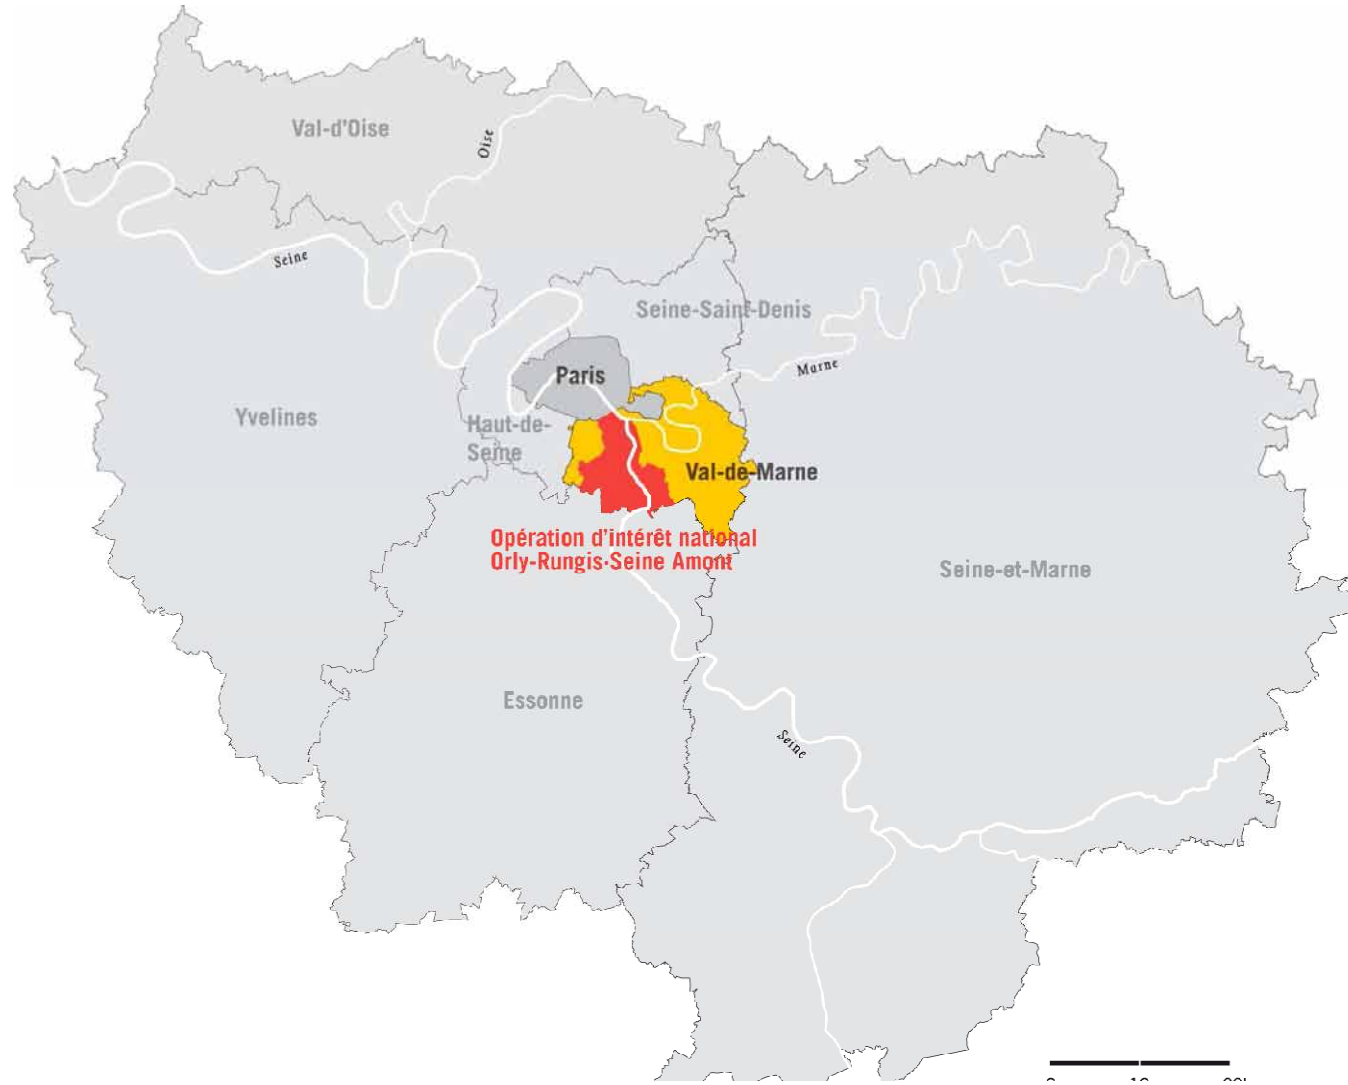 Val-d'Oise
Oise
Seine
Seine-Saint-Denis
Marne
Paris
Yvelines
Haut-de-
Seine
Val-de-Marne
Opération d'intérêt national
Orly-Rungis·Seine Amont
Seine-et-Marne
Essonne
Seine